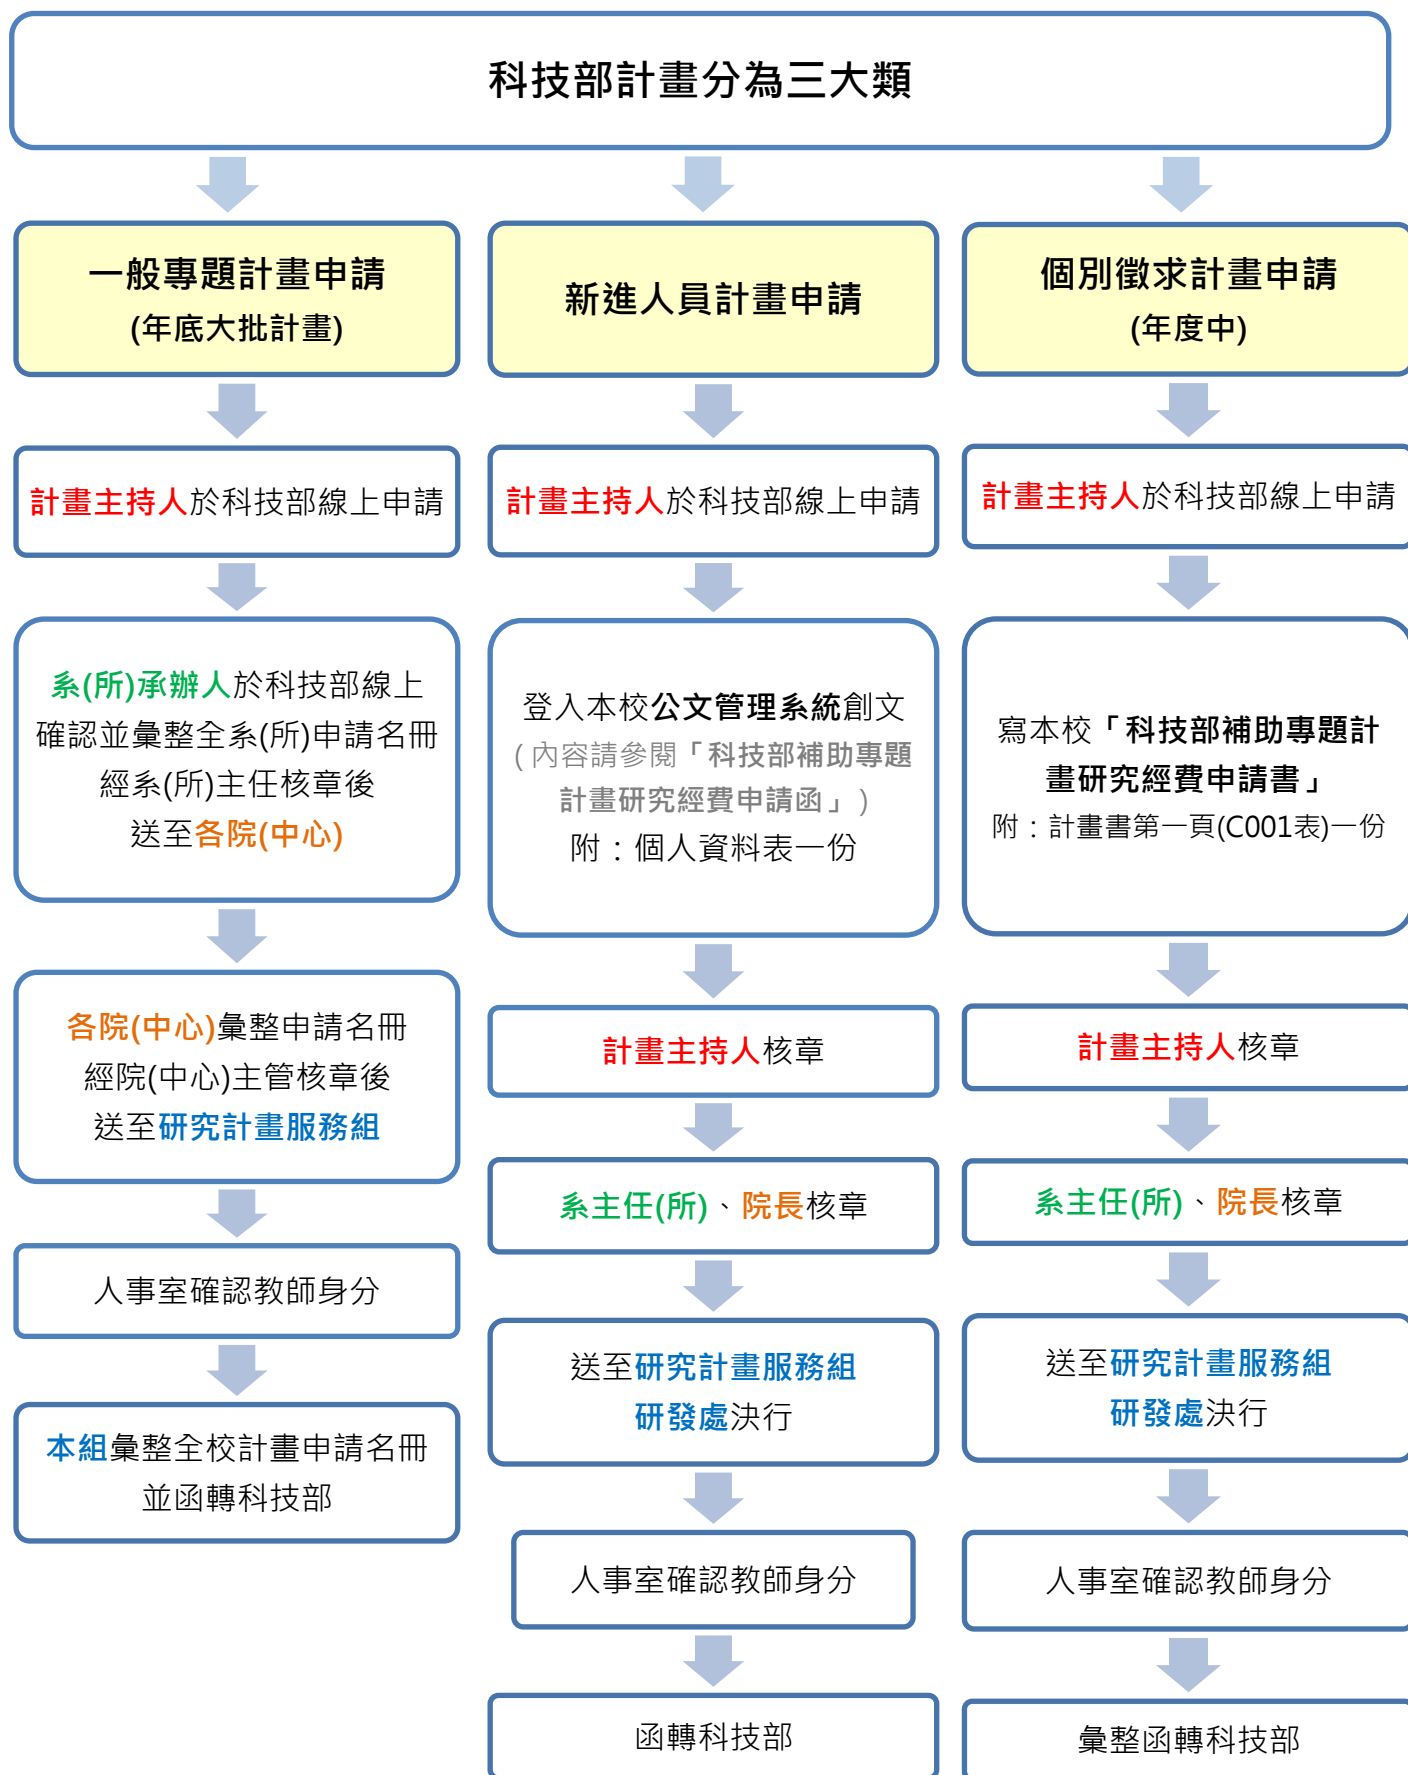 科技部計畫分為三大類
一般專題計畫申請
(年底大批計畫)
計畫主持人於科技部線上申請
系(所)承辦人於科技部線上
確認並彙整全系(所)申請名冊
經系(所)主任核章後
送至各院(中心)
各院(中心)彙整申請名冊
經院(中心)主管核章後
送至研究計畫服務組
人事室確認教師身分
本組彙整全校計畫申請名冊
並函轉科技部
新進人員計畫申請
計畫主持人於科技部線上申請
登入本校公文管理系統創文
(內容請參閱「科技部補助專題
計畫研究經費申請函」)
附：個人資料表一份
計畫主持人核章
系主任(所)、院長核章
送至研究計畫服務組
研發處決行
人事室確認教師身分
函轉科技部
個別徵求計畫申請
(年度中)
計畫主持人於科技部線上申請
寫本校「科技部補助專題計
畫研究經費申請書」
附：計畫書第一頁(C001表)一份
計畫主持人核章
系主任(所)、院長核章
送至研究計畫服務組
研發處決行
人事室確認教師身分
彙整函轉科技部